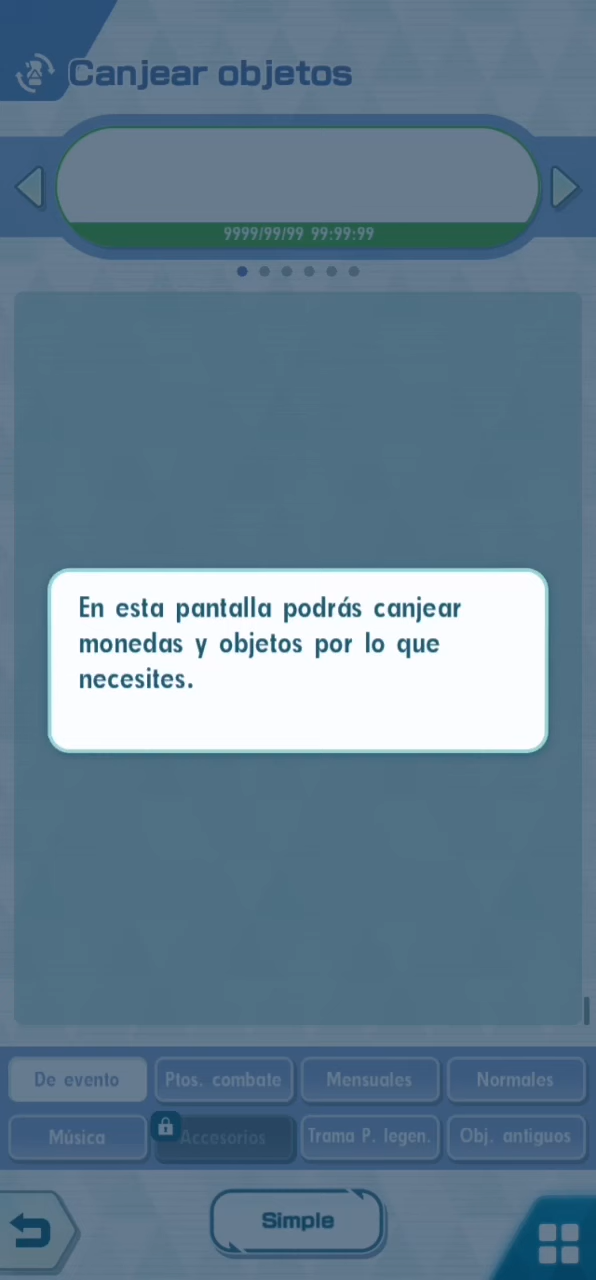 Canjear objetos
9999/99/99 99:99:99
En esta pantalla podrás canjear
monedas y objetos por lo que
necesites.
De evento
Ptos. combate
Mensuales
Normales
Música
Accesorios
Trama P. legen.
Obj. antiguos
Simple